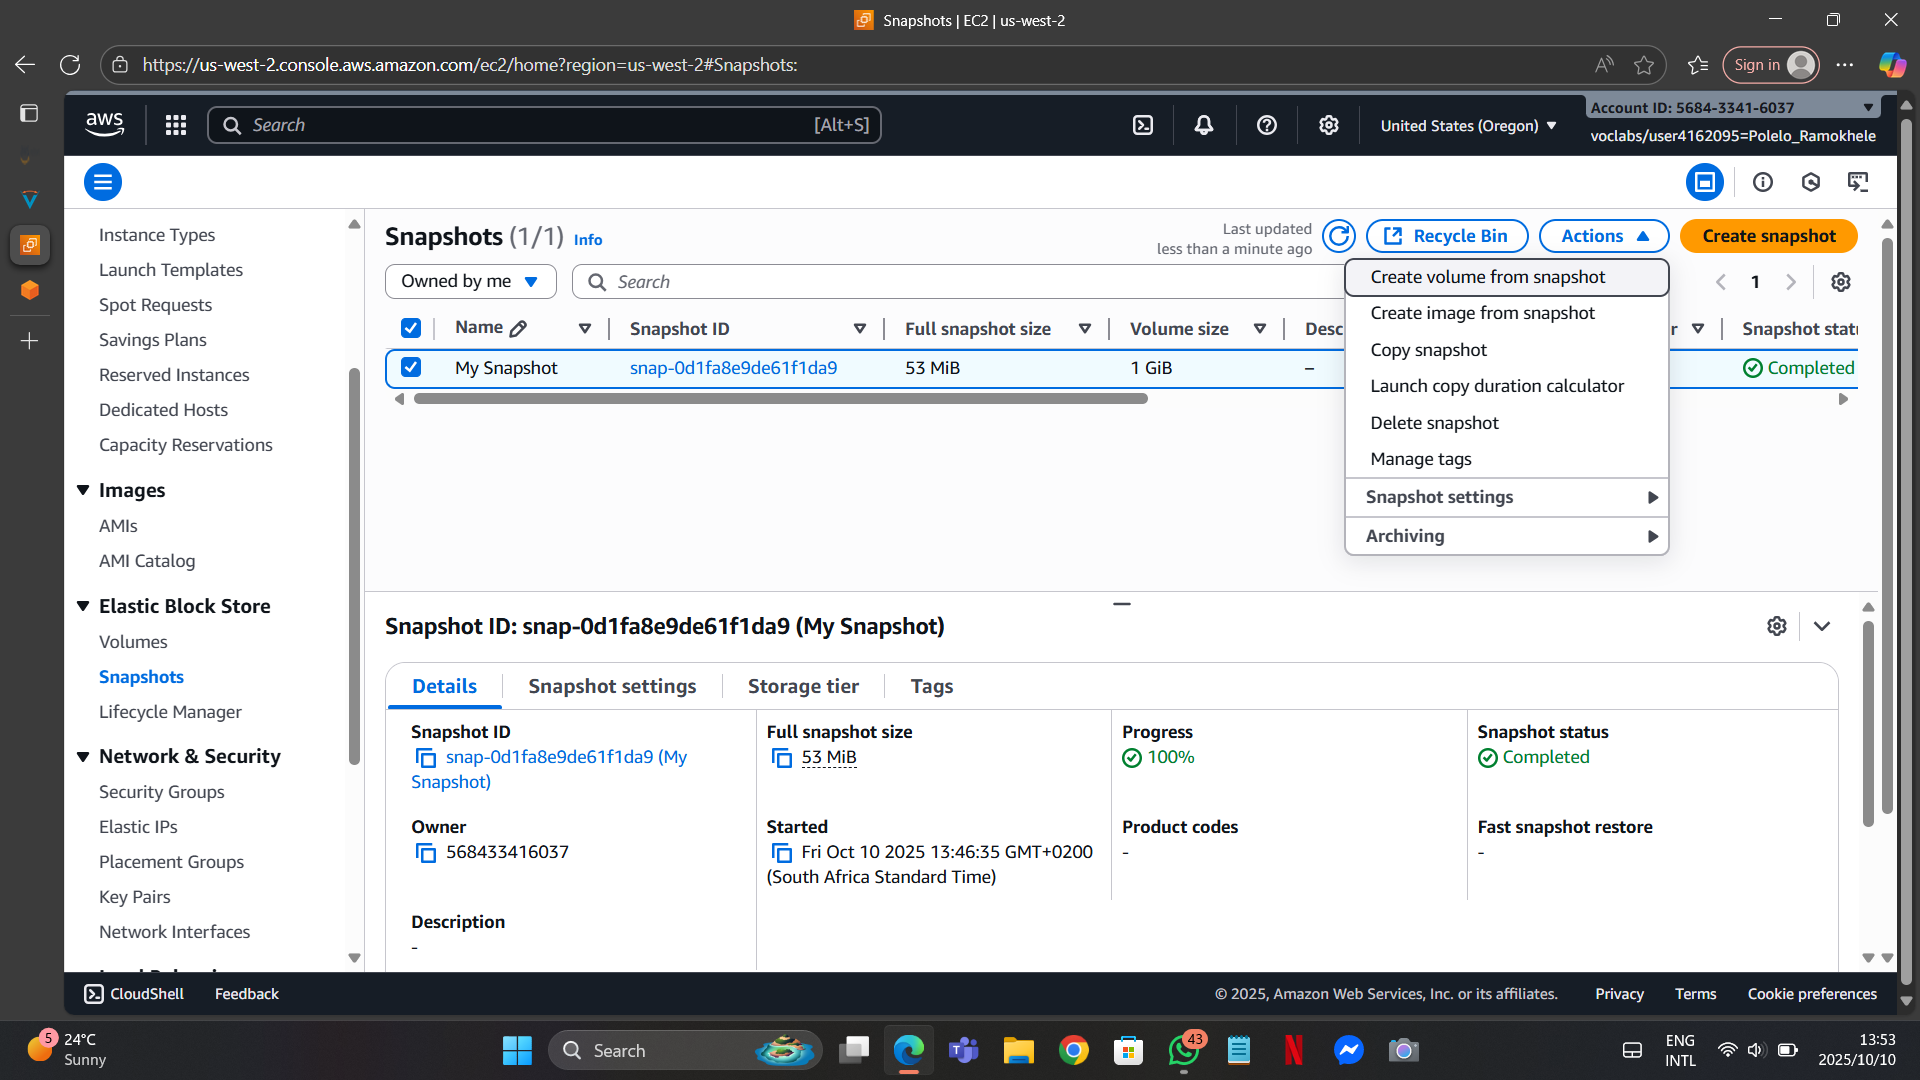 Snapshots | EC2 | us-west-2
https://us-west-2.console.aws.amazon.com/ec2/home?region=us-west-2#Snapshots:
Sign in
aws
Search
[Alt+S]
United States (Oregon)
Account ID: 5684-3341-6037
voclabs/user4162095=Polelo_Ramokhele
Instance Types
Launch Templates
Spot Requests
Savings Plans
Reserved Instances
Dedicated Hosts
Capacity Reservations
Images
AMIs
AMI Catalog
Elastic Block Store
Volumes
Snapshots
Lifecycle Manager
Network & Security
Security Groups
Elastic IPs
Placement Groups
Key Pairs
Network Interfaces
Snapshots (1/1) Info
Last updated
less than a minute ago
Recycle Bin
Actions
Create snapshot
Owned by me
Search
1
Create volume from snapshot
Create image from snapshot
Copy snapshot
Launch copy duration calculator
Delete snapshot
Manage tags
Snapshot settings
Archiving
Name
Snapshot ID
Full snapshot size
Volume size
Desc
r
Snapshot stat
My Snapshot
snap-0d1fa8e9de61f1da9
53 MiB
1 GiB
–
Completed
Snapshot ID: snap-0d1fa8e9de61f1da9 (My Snapshot)
Details
Snapshot settings
Storage tier
Tags
Snapshot ID
snap-0d1fa8e9de61f1da9 (My
Snapshot)
Full snapshot size
53 MiB
Progress
100%
Snapshot status
Completed
Owner
568433416037
Started
Fri Oct 10 2025 13:46:35 GMT+0200
(South Africa Standard Time)
Product codes
-
Fast snapshot restore
-
Description
-
CloudShell
Feedback
© 2025, Amazon Web Services, Inc. or its affiliates.
Privacy
Terms
Cookie preferences
5
24°C
Sunny
Search
43
ENG
INTL
13:53
2025/10/10